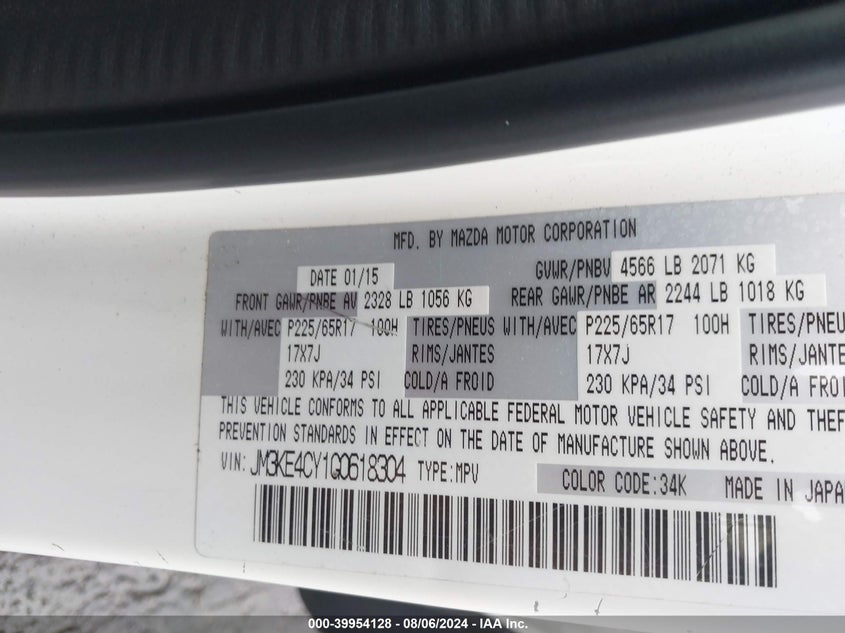 MFD. BY MAZDA MOTOR CORPORATION
DATE 01/15 GVWR/PNBV 4566 LB 2071 KG
FRONT GAWR/PNBE AV 2328 LB 1056 KG REAR GAWR/PNBE AR 2244 LB 1018 KG
WITH/AVEC P225/65R17 100H TIRES/PNEUS WITH/AVEC P225/65R17 100H TIRES/PNEU
17X7J RIMS/JANTES 17X7J RIMS/JANTE
230 KPA/34 PSI COLD/A FROID 230 KPA/34 PSI COLD/A FROI
THIS VEHICLE CONFORMS TO ALL APPLICABLE FEDERAL MOTOR VEHICLE SAFETY AND THEF
PREVENTION STANDARDS IN EFFECT ON THE DATE OF MANUFACTURE SHOWN ABOVE.
VIN: JM3KE4CY1G0618304 TYPE:MPV COLOR CODE:34K MADE IN JAPA
000-39954128 - 08/06/2024 - IAA Inc.